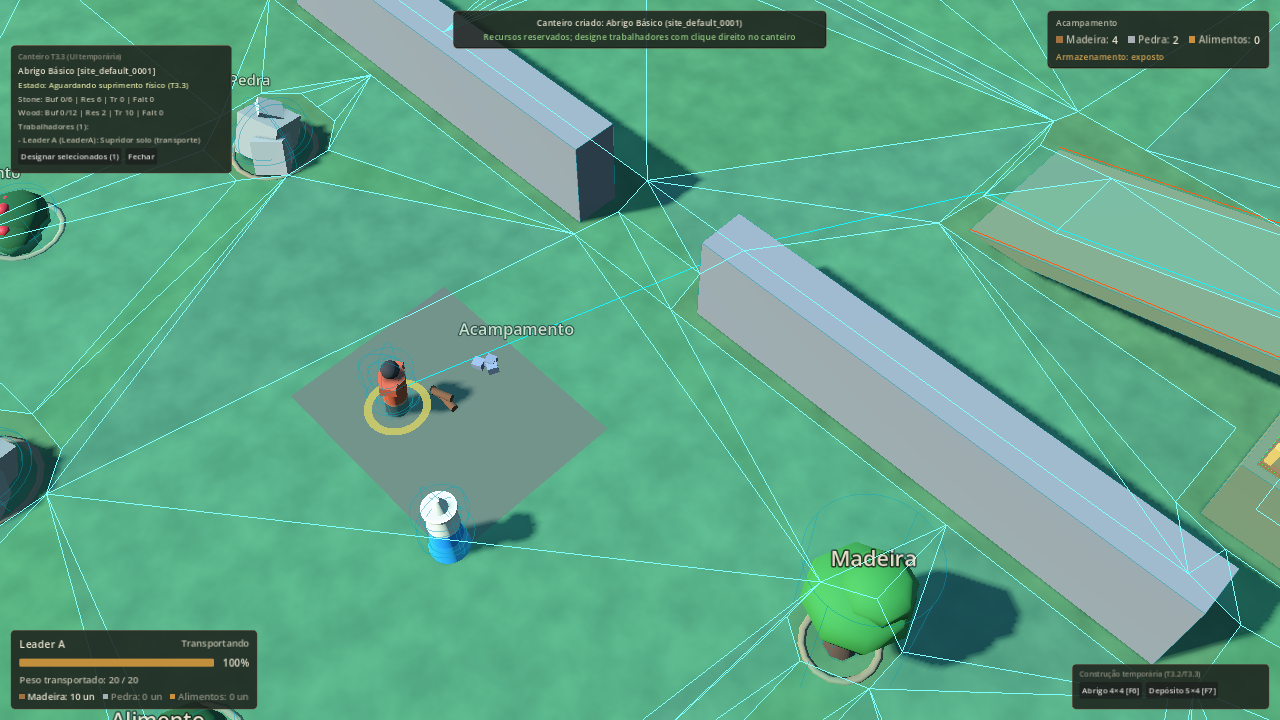 Canteiro criado: Abrigo Básico (site_default_0001)
Recursos reservados; designe trabalhadores com clique direito no canteiro
Acampamento
Madeira: 4 Pedra: 2 Alimentos: 0
Armazenamento: exposto
Canteiro T3.3 (UI temporária)
Abrigo Básico [site_default_0001]
Estado: Aguardando suprimento físico (T3.3)
Stone: Buf 0/6 | Res 6 | Tr 0 | Falt 0
Wood: Buf 0/12 | Res 2 | Tr 10 | Falt 0
Trabalhadores (1):
- Leader A (LeaderA): Supridor solo (transporte)
Designar selecionados (1) Fechar
Pedra
nto
Acampamento
Madeira
Leader A Transportando
100%
Peso transportado: 20 / 20
Madeira: 10 un Pedra: 0 un Alimentos: 0 un
Alimento
Construção temporária (T3.2/T3.3)
Abrigo 4×4 [F6] Depósito 5×4 [F7]